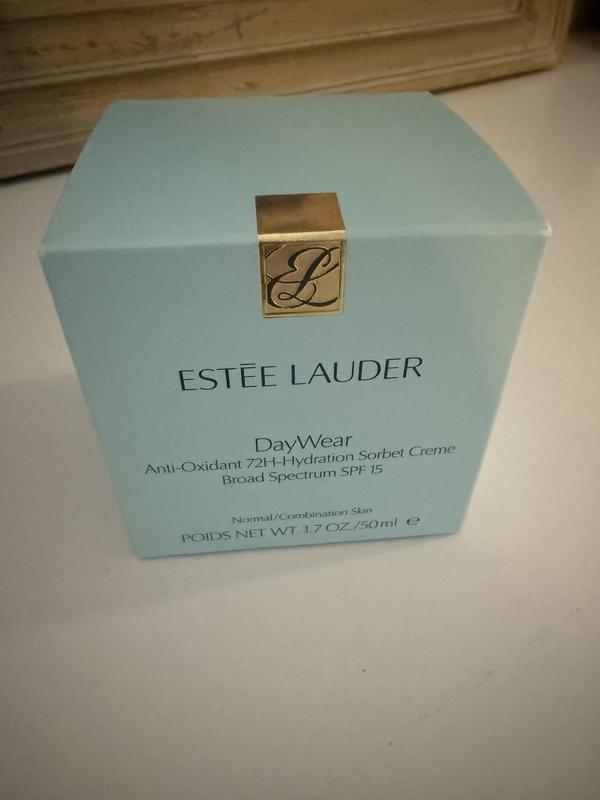 EL
ESTĒE LAUDER
DayWear
Anti-Oxidant 72H-Hydration Sorbet Creme
Broad Spectrum SPF 15
Normal/Combination Skin
POIDS NET WT. 1.7 OZ./50 ml ℮